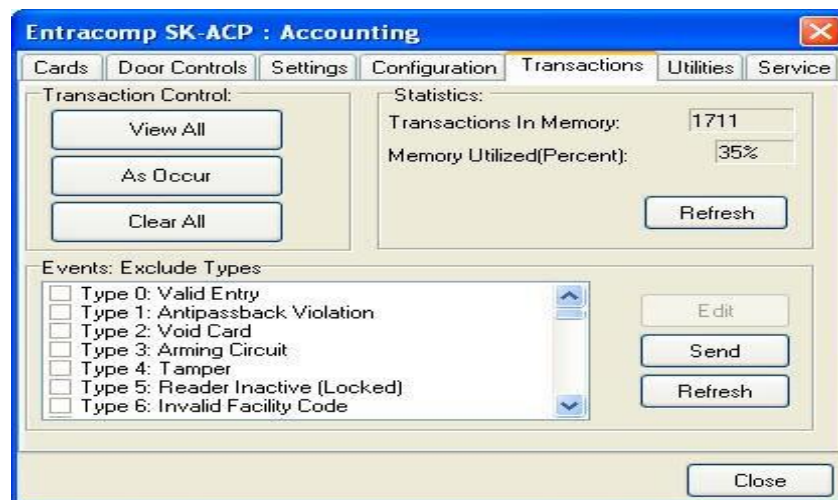 Entracomp SK-ACP : Accounting
Cards Door Controls Settings Configuration Transactions Utilities Service
Transaction Control:
View All
As Occur
Clear All
Statistics:
Transactions In Memory: 1711
Memory Utilized(Percent): 35%
Refresh
Events: Exclude Types
Type 0: Valid Entry
Type 1: Antipassback Violation
Type 2: Void Card
Type 3: Arming Circuit
Type 4: Tamper
Type 5: Reader Inactive (Locked)
Type 6: Invalid Facility Code
Edit
Send
Refresh
Close